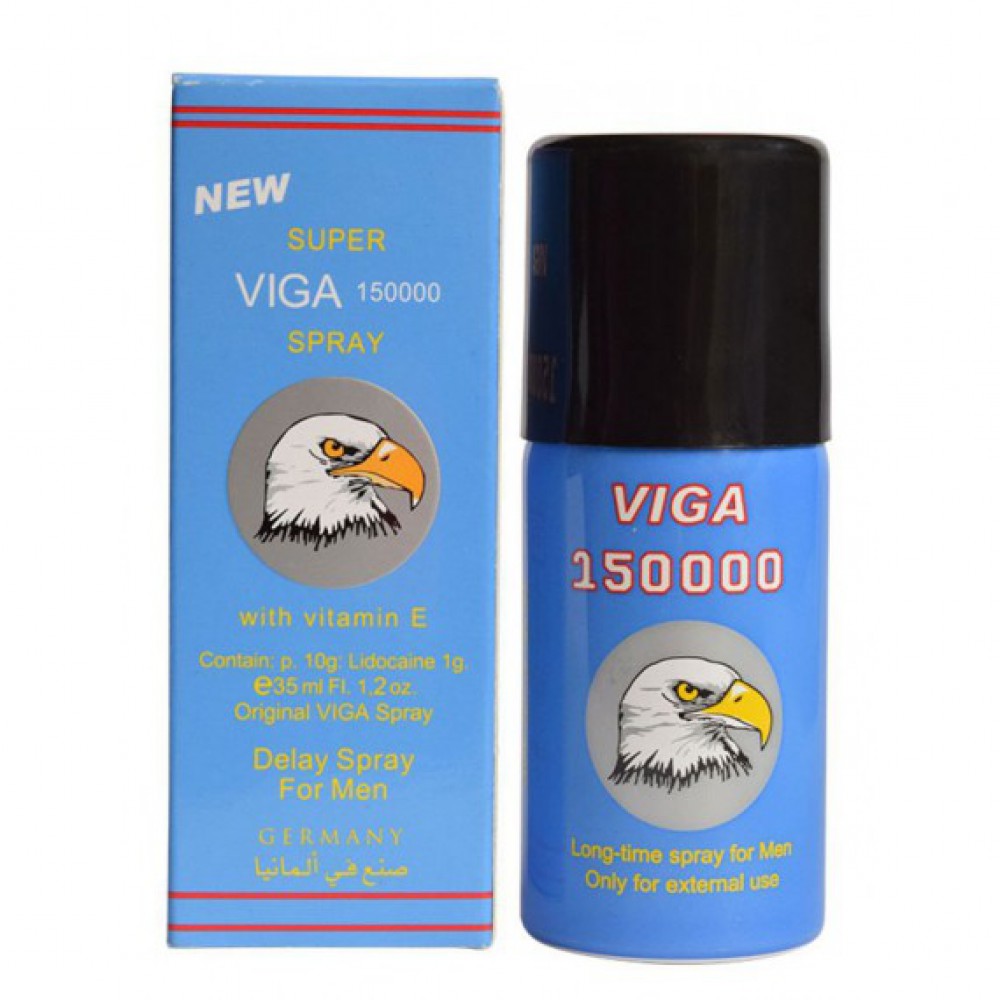 NEW
SUPER
VIGA 150000
SPRAY
with vitamin E
Contain: p. 10g: Lidocaine 1g.
℮35 ml Fl. 1,2 oz.
Original VIGA Spray
Delay Spray
For Men
GERMANY
صنع في ألمانيا
VIGA
150000
Long-time spray for Men
Only for external use